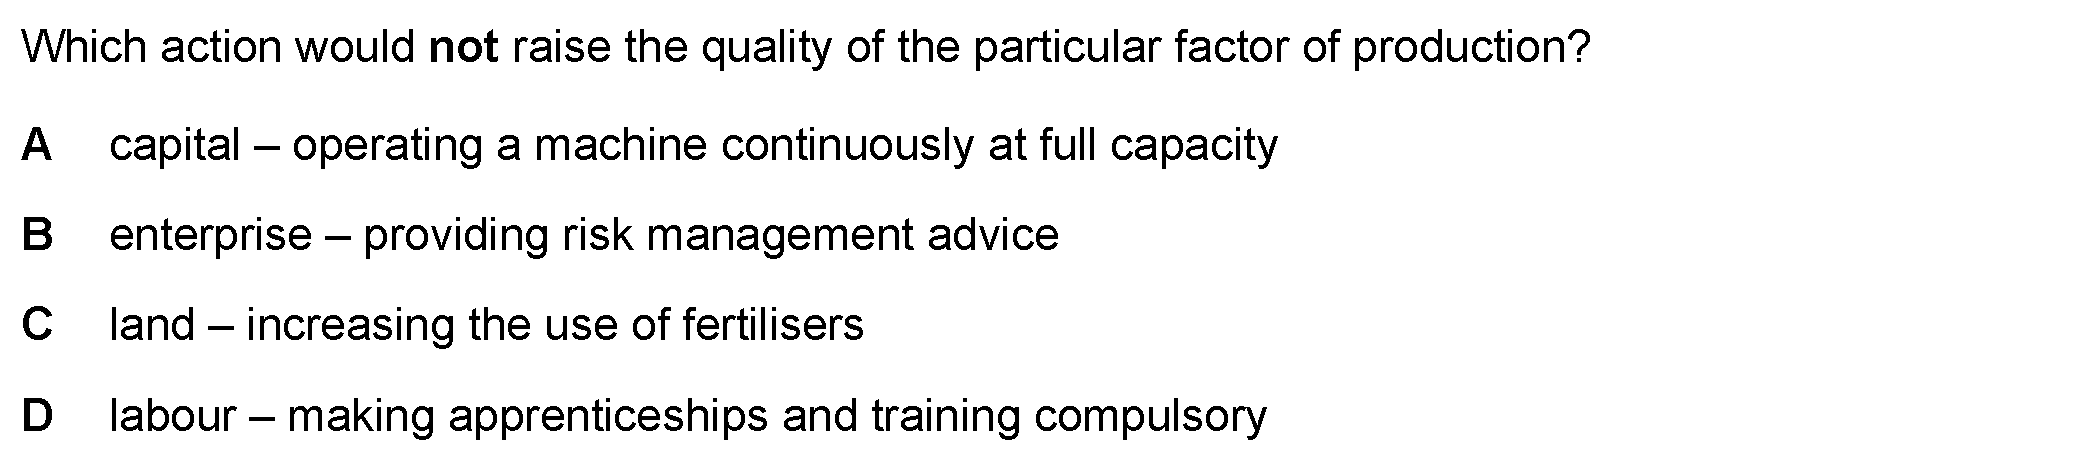 Which action would not raise the quality of the particular factor of production?
A capital – operating a machine continuously at full capacity
B enterprise – providing risk management advice
C land – increasing the use of fertilisers
D labour – making apprenticeships and training compulsory